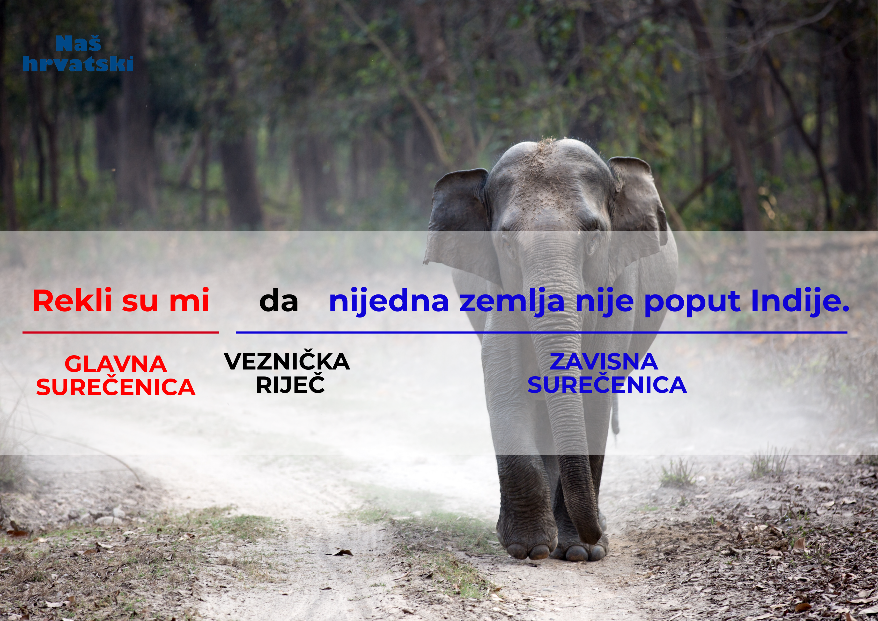 Naš
hrvatski
Rekli su mi da nijedna zemlja nije poput Indije.
GLAVNA
SUREČENICA
VEZNIČKA
RIJEČ
ZAVISNA
SUREČENICA